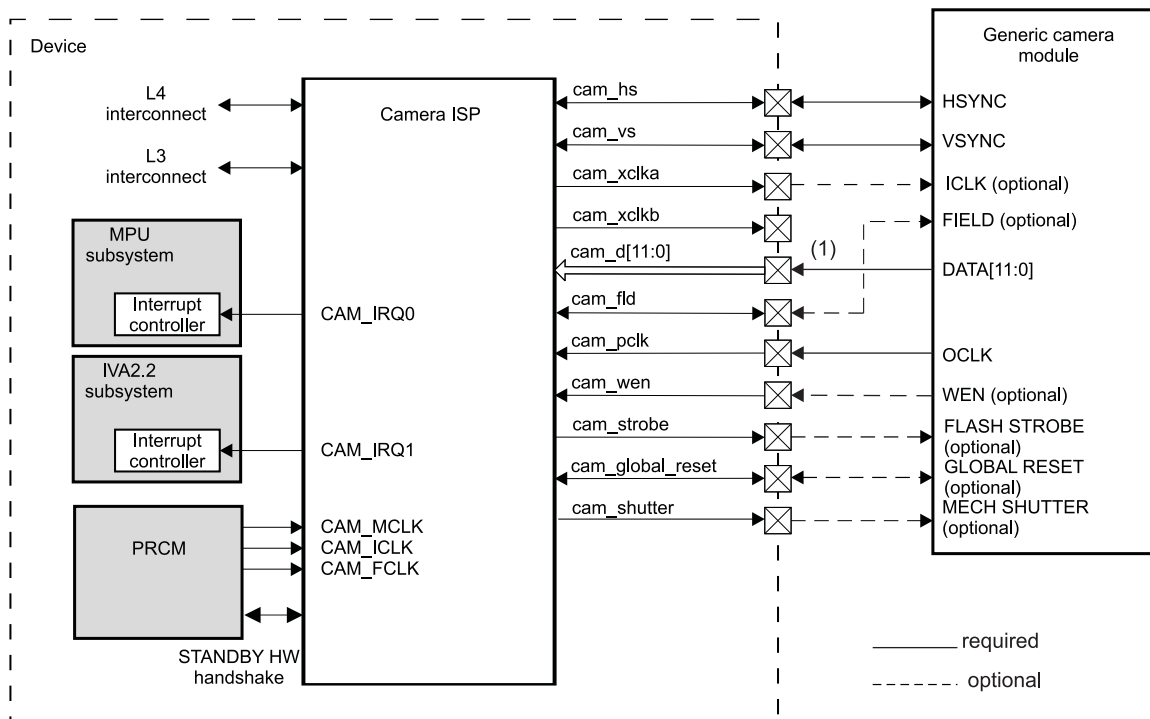 Device
Generic camera
module
L4
interconnect
Camera ISP
cam_hs
HSYNC
cam_vs
VSYNC
L3
interconnect
cam_xclka
ICLK (optional)
cam_xclkb
FIELD (optional)
MPU
subsystem
cam_d[11:0]
(1)
DATA[11:0]
Interrupt
controller
CAM_IRQ0
cam_fld
cam_pclk
OCLK
IVA2.2
subsystem
cam_wen
WEN (optional)
Interrupt
controller
CAM_IRQ1
cam_strobe
FLASH STROBE
(optional)
cam_global_reset
GLOBAL RESET
(optional)
cam_shutter
MECH SHUTTER
(optional)
PRCM
CAM_MCLK
CAM_ICLK
CAM_FCLK
STANDBY HW
handshake
required
optional